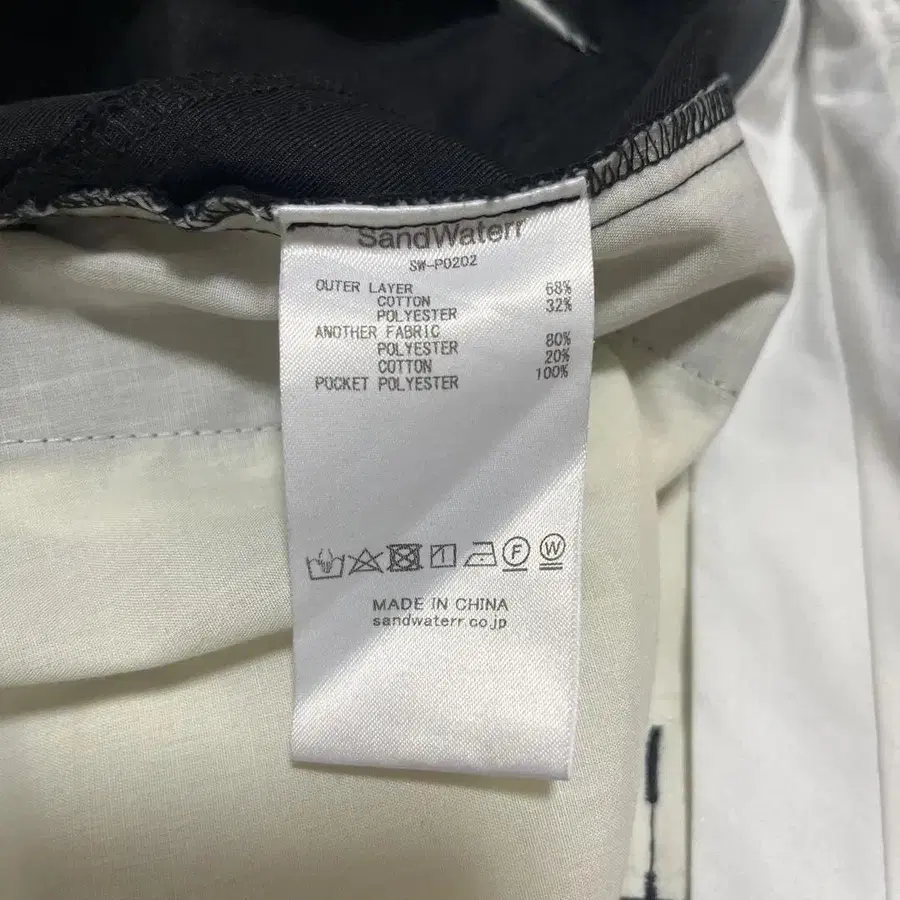 SandWaterr
SW-P0202
OUTER LAYER
COTTON 68%
POLYESTER 32%
ANOTHER FABRIC
POLYESTER 80%
COTTON 20%
POCKET POLYESTER 100%
F W
MADE IN CHINA
sandwaterr.co.jp